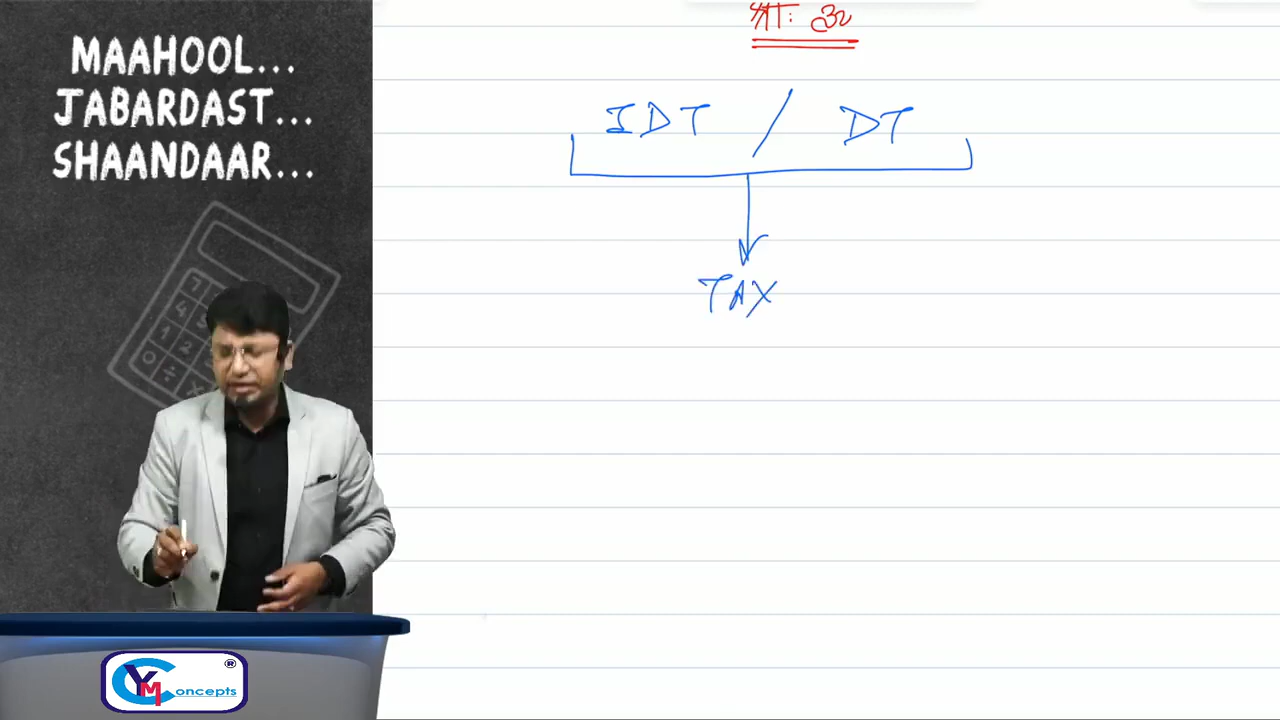 MAAHOOL...
JABARDAST...
SHAANDAAR...
IDT / DT
TAX
YM Concepts ®